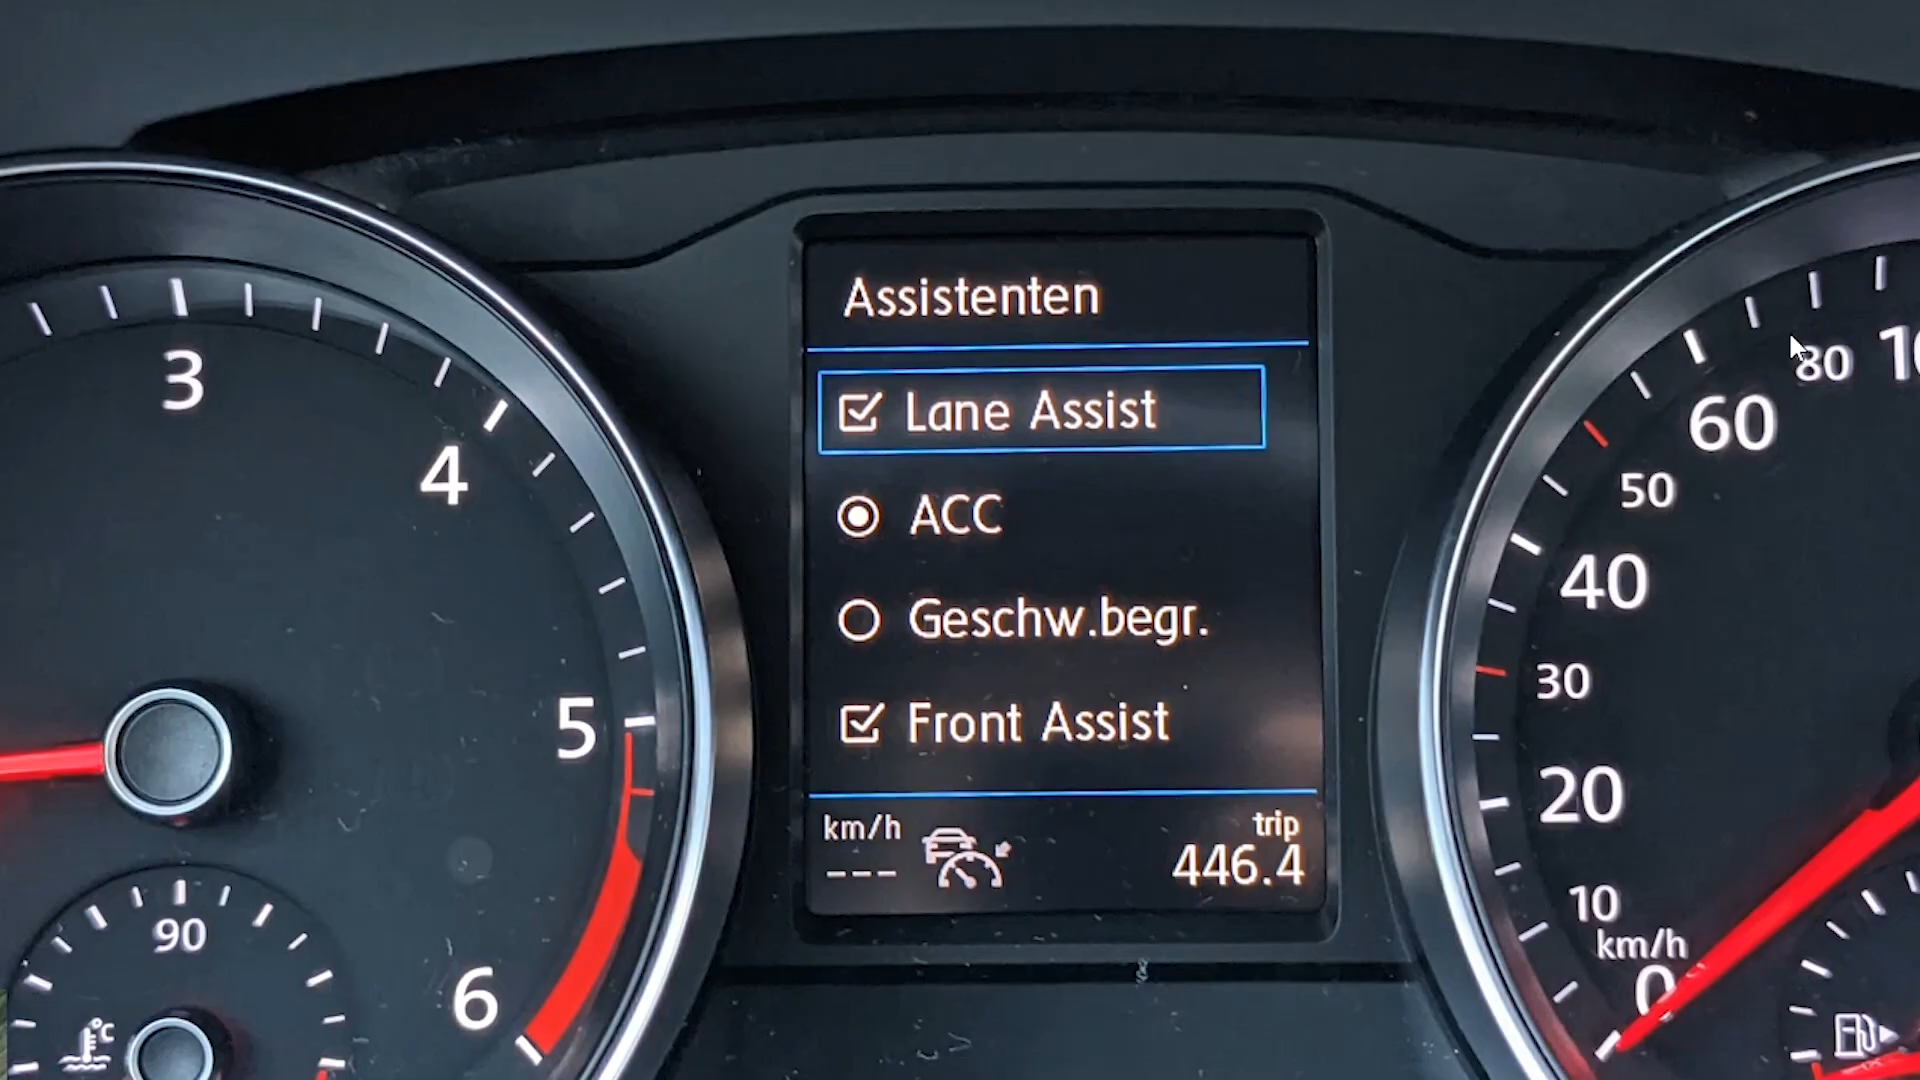 Assistenten
Lane Assist
ACC
Geschw.begr.
Front Assist
km/h
---
trip
446.4
3
4
5
6
90
°C
0
km/h
10
20
30
40
50
60
80